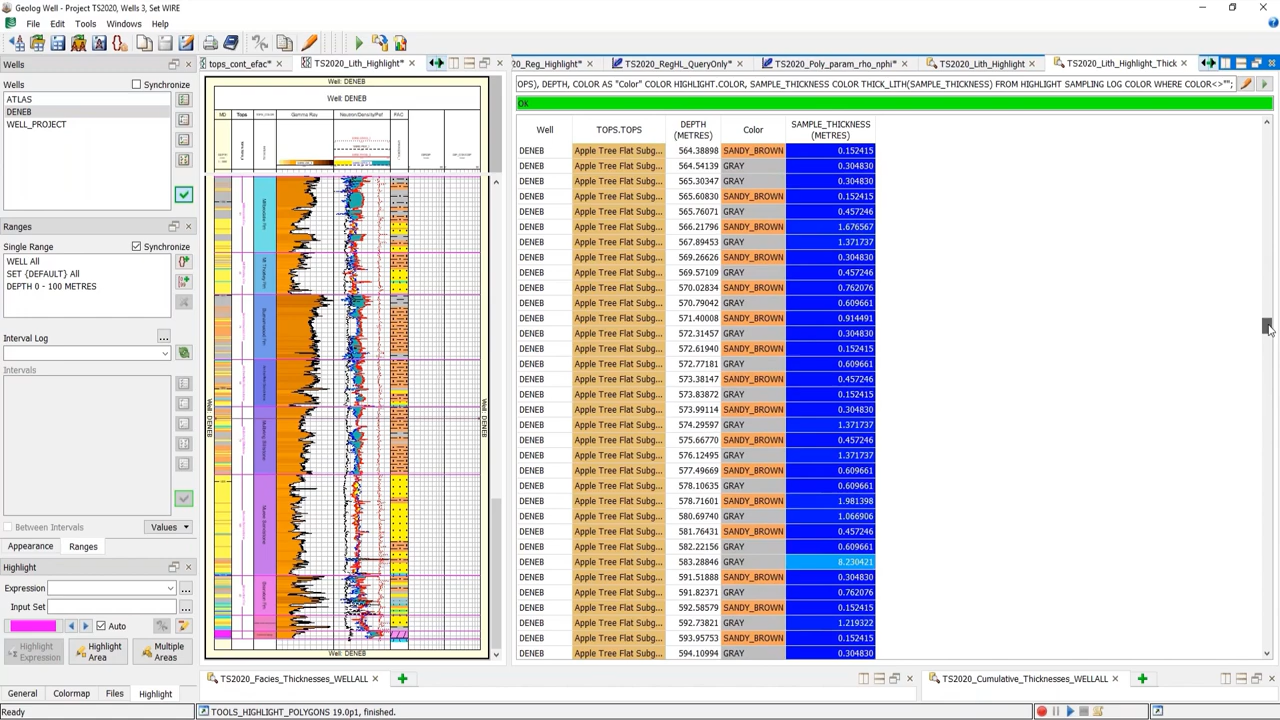 Geolog Well - Project TS2020, Wells 3, Set WIRE
File Edit Tools Windows Help
Wells
Wells Synchronize
ATLAS
DENEB
WELL_PROJECT
Ranges
Single Range Synchronize
WELL All
SET {DEFAULT} All
DEPTH 0 - 100 METRES
Interval Log
Intervals
Between Intervals Values
Appearance Ranges
Highlight
Expression
Input Set
Auto
Highlight Expression Highlight Area Multiple Areas
General Colormap Files Highlight
tops_cont_efac* TS2020_Lith_Highlight*
Well: DENEB
Well: DENEB
MD Tops Gamma Ray Neutron/Density/Pef FAC
Well: DENEB
Well: DENEB
Well: DENEB
_Reg_Highlight* TS2020_RegHL_QueryOnly* TS2020_Poly_param_rho_nphi* TS2020_Lith_Highlight TS2020_Lith_Highlight_Thick
OPS), DEPTH, COLOR AS "Color" COLOR HIGHLIGHT.COLOR, SAMPLE_THICKNESS COLOR THICK_LITH(SAMPLE_THICKNESS) FROM HIGHLIGHT SAMPLING LOG COLOR WHERE COLOR<>"";
OK
Well TOPS.TOPS DEPTH (METRES) Color SAMPLE_THICKNESS (METRES)
DENEB Apple Tree Flat Subg... 564.38898 SANDY_BROWN 0.152415
DENEB Apple Tree Flat Subg... 564.54139 GRAY 0.304830
DENEB Apple Tree Flat Subg... 565.30347 GRAY 0.304830
DENEB Apple Tree Flat Subg... 565.60830 SANDY_BROWN 0.152415
DENEB Apple Tree Flat Subg... 565.76071 GRAY 0.457246
DENEB Apple Tree Flat Subg... 566.21796 SANDY_BROWN 1.676567
DENEB Apple Tree Flat Subg... 567.89453 GRAY 1.371737
DENEB Apple Tree Flat Subg... 569.26626 SANDY_BROWN 0.304830
DENEB Apple Tree Flat Subg... 569.57109 GRAY 0.457246
DENEB Apple Tree Flat Subg... 570.02834 SANDY_BROWN 0.762076
DENEB Apple Tree Flat Subg... 570.79042 GRAY 0.609661
DENEB Apple Tree Flat Subg... 571.40008 SANDY_BROWN 0.914491
DENEB Apple Tree Flat Subg... 572.31457 GRAY 0.304830
DENEB Apple Tree Flat Subg... 572.61940 SANDY_BROWN 0.152415
DENEB Apple Tree Flat Subg... 572.77181 GRAY 0.609661
DENEB Apple Tree Flat Subg... 573.38147 SANDY_BROWN 0.457246
DENEB Apple Tree Flat Subg... 573.83872 GRAY 0.152415
DENEB Apple Tree Flat Subg... 573.99114 SANDY_BROWN 0.304830
DENEB Apple Tree Flat Subg... 574.29597 GRAY 1.371737
DENEB Apple Tree Flat Subg... 575.66770 SANDY_BROWN 0.457246
DENEB Apple Tree Flat Subg... 576.12495 GRAY 1.371737
DENEB Apple Tree Flat Subg... 577.49669 SANDY_BROWN 0.609661
DENEB Apple Tree Flat Subg... 578.10635 GRAY 0.609661
DENEB Apple Tree Flat Subg... 578.71601 SANDY_BROWN 1.981398
DENEB Apple Tree Flat Subg... 580.69740 GRAY 1.066906
DENEB Apple Tree Flat Subg... 581.76431 SANDY_BROWN 0.457246
DENEB Apple Tree Flat Subg... 582.22156 GRAY 0.609661
DENEB Apple Tree Flat Subg... 583.28846 GRAY 8.230421
DENEB Apple Tree Flat Subg... 591.51888 SANDY_BROWN 0.304830
DENEB Apple Tree Flat Subg... 591.82371 GRAY 0.762076
DENEB Apple Tree Flat Subg... 592.58579 SANDY_BROWN 0.152415
DENEB Apple Tree Flat Subg... 592.73821 GRAY 1.219322
DENEB Apple Tree Flat Subg... 593.95753 SANDY_BROWN 0.152415
DENEB Apple Tree Flat Subg... 594.10994 GRAY 0.304830
TS2020_Facies_Thicknesses_WELLALL TS2020_Cumulative_Thicknesses_WELLALL
Ready TOOLS_HIGHLIGHT_POLYGONS 19.0p1, finished.